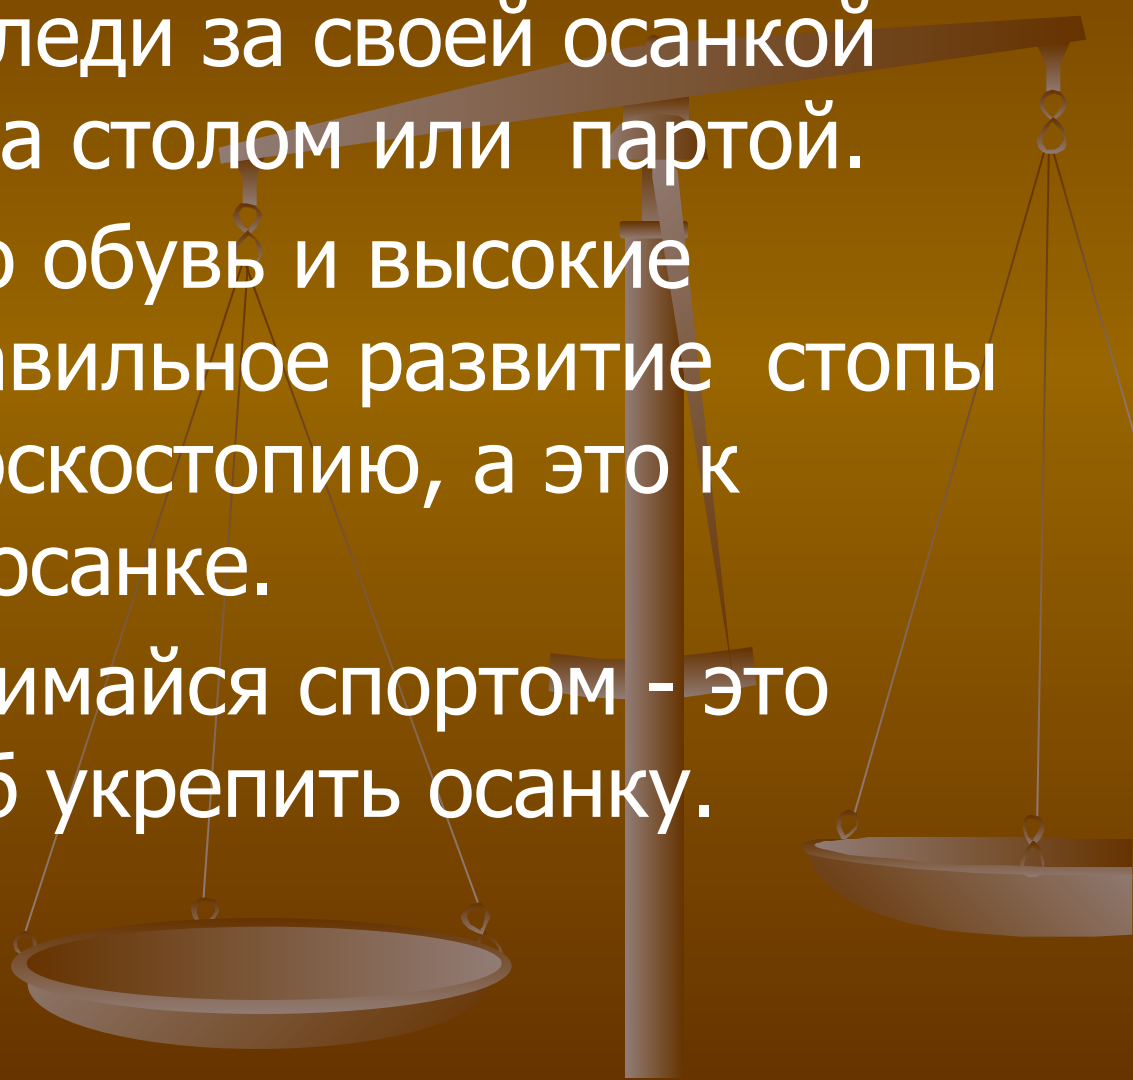 леди за своей осанкой
а столом или партой.
о обувь и высокие
авильное развитие стопы
оскостопию, а это к
осанке.
имайся спортом - это
б укрепить осанку.